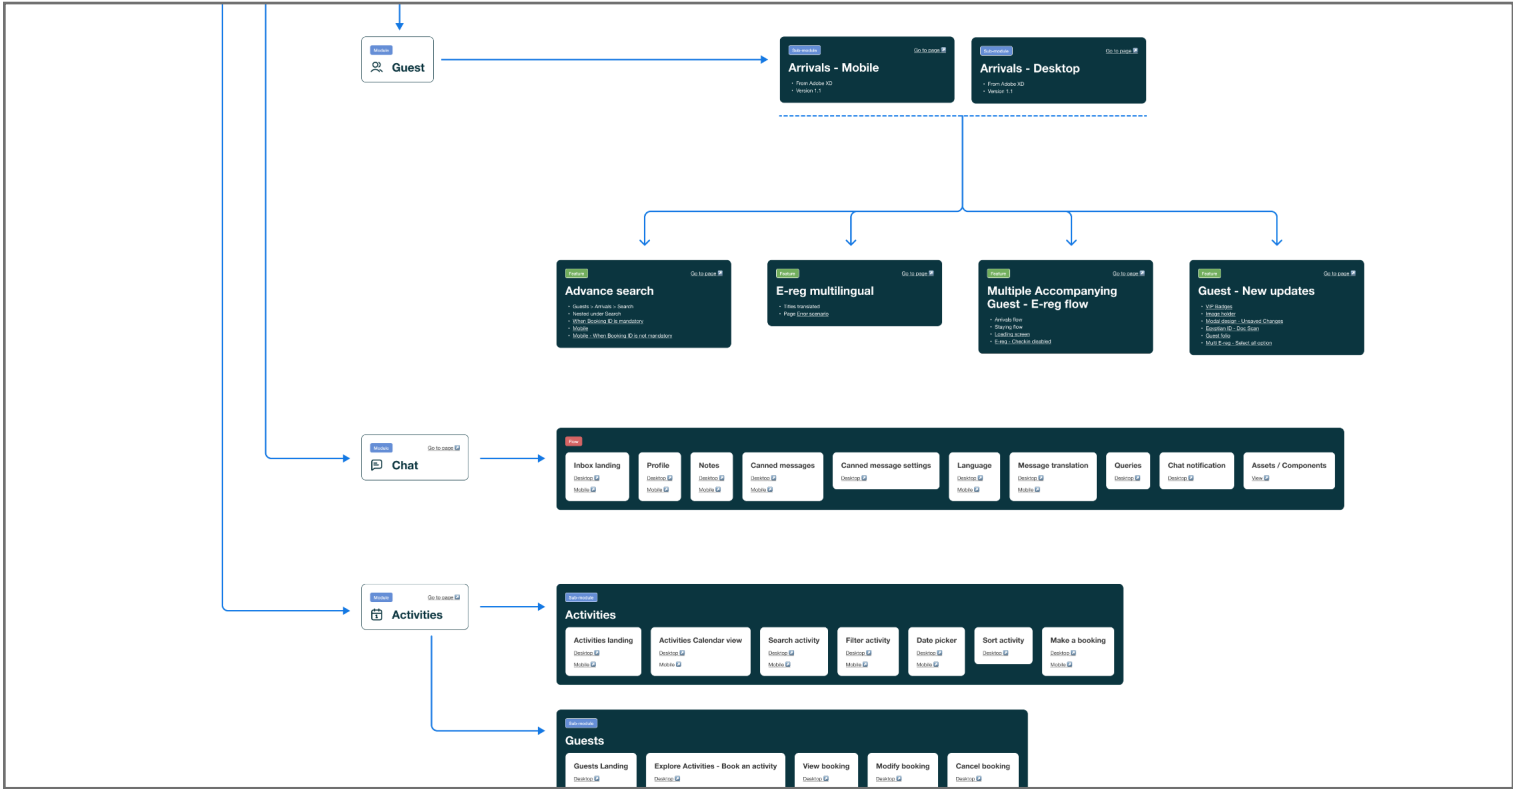 Module
Guest
Sub-module
Go to page
Arrivals - Mobile
• From Adobe XD
• Version 1.1
Sub-module
Go to page
Arrivals - Desktop
• From Adobe XD
• Version 1.1
Feature
Go to page
Advance search
• Guests > Arrivals > Search
• Nested under Search
• When Booking ID is mandatory
• Mobile
• Mobile - When Booking ID is not mandatory
Feature
Go to page
E-reg multilingual
• Titles translated
• Page Error scenario
Feature
Go to page
Multiple Accompanying
Guest - E-reg flow
• Arrivals flow
• Staying flow
• Loading screen
• E-reg - Checkin disabled
Feature
Go to page
Guest - New updates
• VIP Badges
• Image holder
• Modal design - Unsaved Changes
• Egyptian ID - Doc Scan
• Guest folio
• Multi E-reg - Select all option
Module
Go to page
Chat
Flow
Inbox landing
Desktop
Mobile
Profile
Desktop
Mobile
Notes
Desktop
Mobile
Canned messages
Desktop
Mobile
Canned message settings
Desktop
Language
Desktop
Mobile
Message translation
Desktop
Mobile
Queries
Desktop
Chat notification
Desktop
Assets / Components
View
Module
Go to page
Activities
Sub-module
Activities
Activities landing
Desktop
Mobile
Activities Calendar view
Desktop
Mobile
Search activity
Desktop
Mobile
Filter activity
Desktop
Mobile
Date picker
Desktop
Mobile
Sort activity
Desktop
Make a booking
Desktop
Mobile
Sub-module
Guests
Guests Landing
Desktop
Explore Activities - Book an activity
Desktop
View booking
Desktop
Modify booking
Desktop
Cancel booking
Desktop